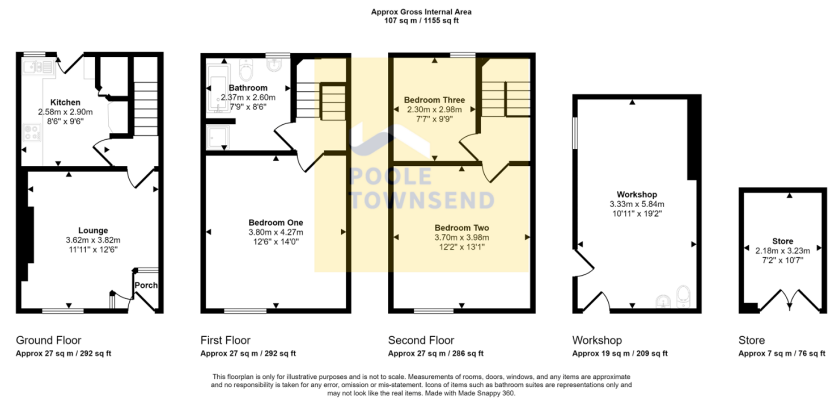 Approx Gross Internal Area
107 sq m / 1155 sq ft
Kitchen
2.58m x 2.90m
8'6" x 9'6"
Lounge
3.62m x 3.82m
11'11" x 12'6"
Porch
Ground Floor
Approx 27 sq m / 292 sq ft
Bathroom
2.37m x 2.60m
7'9" x 8'6"
Bedroom One
3.80m x 4.27m
12'6" x 14'0"
First Floor
Approx 27 sq m / 292 sq ft
Bedroom Three
2.30m x 2.98m
7'7" x 9'9"
POOLE
TOWNSEND
Bedroom Two
3.70m x 3.98m
12'2" x 13'1"
Second Floor
Approx 27 sq m / 286 sq ft
Workshop
3.33m x 5.84m
10'11" x 19'2"
Workshop
Approx 19 sq m / 209 sq ft
Store
2.18m x 3.23m
7'2" x 10'7"
Store
Approx 7 sq m / 76 sq ft
This floorplan is only for illustrative purposes and is not to scale. Measurements of rooms, doors, windows, and any items are approximate
and no responsibility is taken for any error, omission or mis-statement. Icons of items such as bathroom suites are representations only and
may not look like the real items. Made with Made Snappy 360.